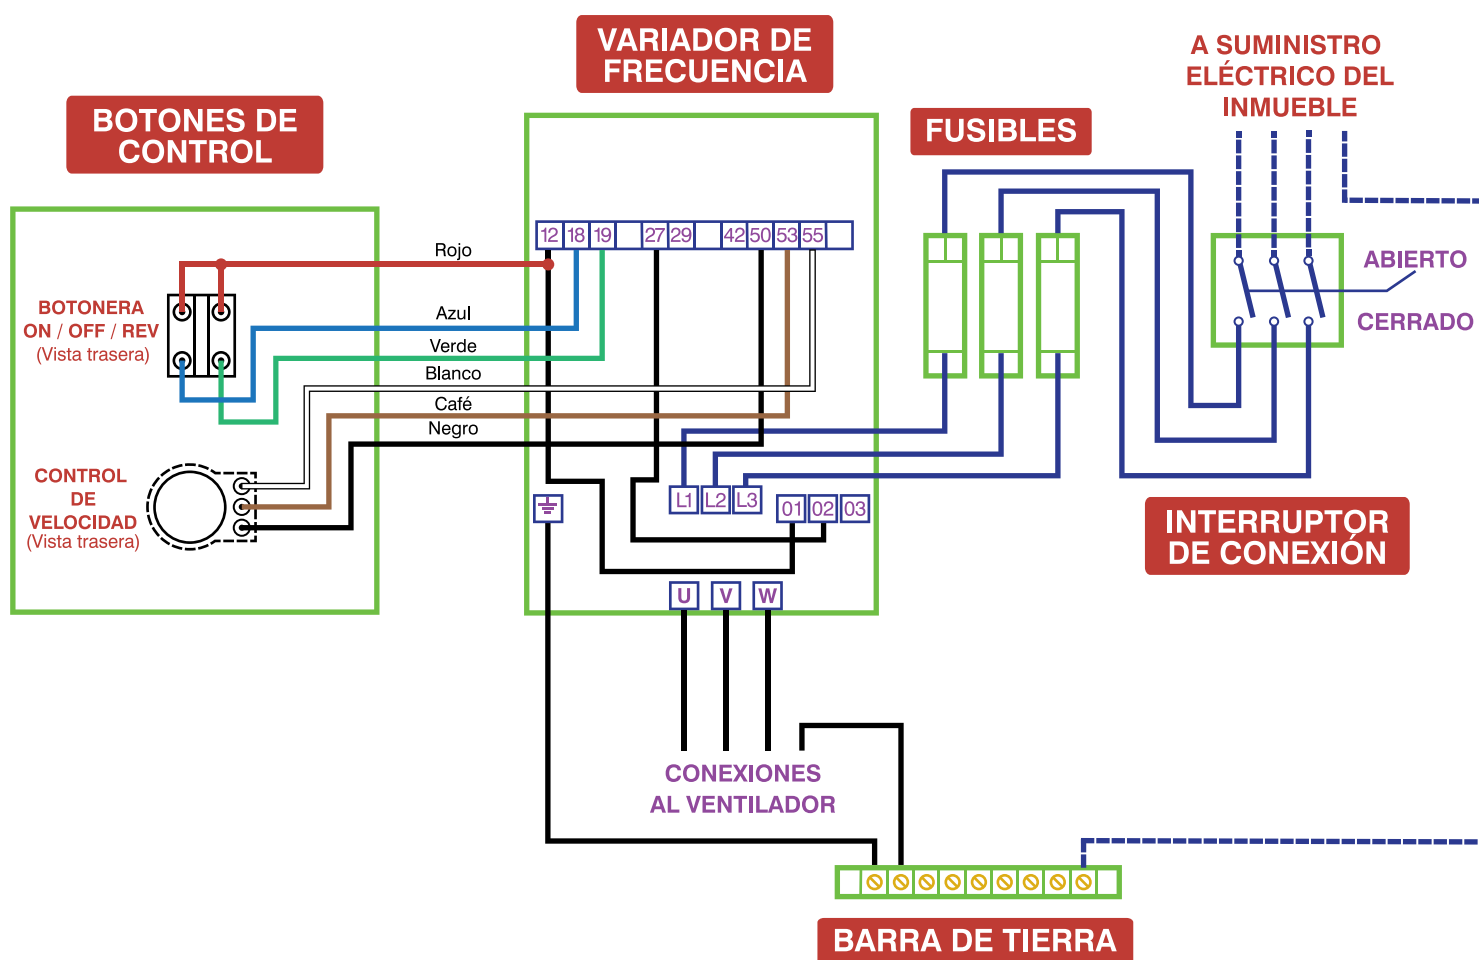 VARIADOR DE
FRECUENCIA
A SUMINISTRO
ELÉCTRICO DEL
INMUEBLE
BOTONES DE
CONTROL
FUSIBLES
12 18 19 27 29 42 50 53 55
Rojo
ABIERTO
BOTONERA
ON / OFF / REV
(Vista trasera)
Azul
CERRADO
Verde
Blanco
Café
Negro
CONTROL
DE
VELOCIDAD
(Vista trasera)
L1 L2 L3
01 02 03
INTERRUPTOR
DE CONEXIÓN
U V W
CONEXIONES
AL VENTILADOR
BARRA DE TIERRA